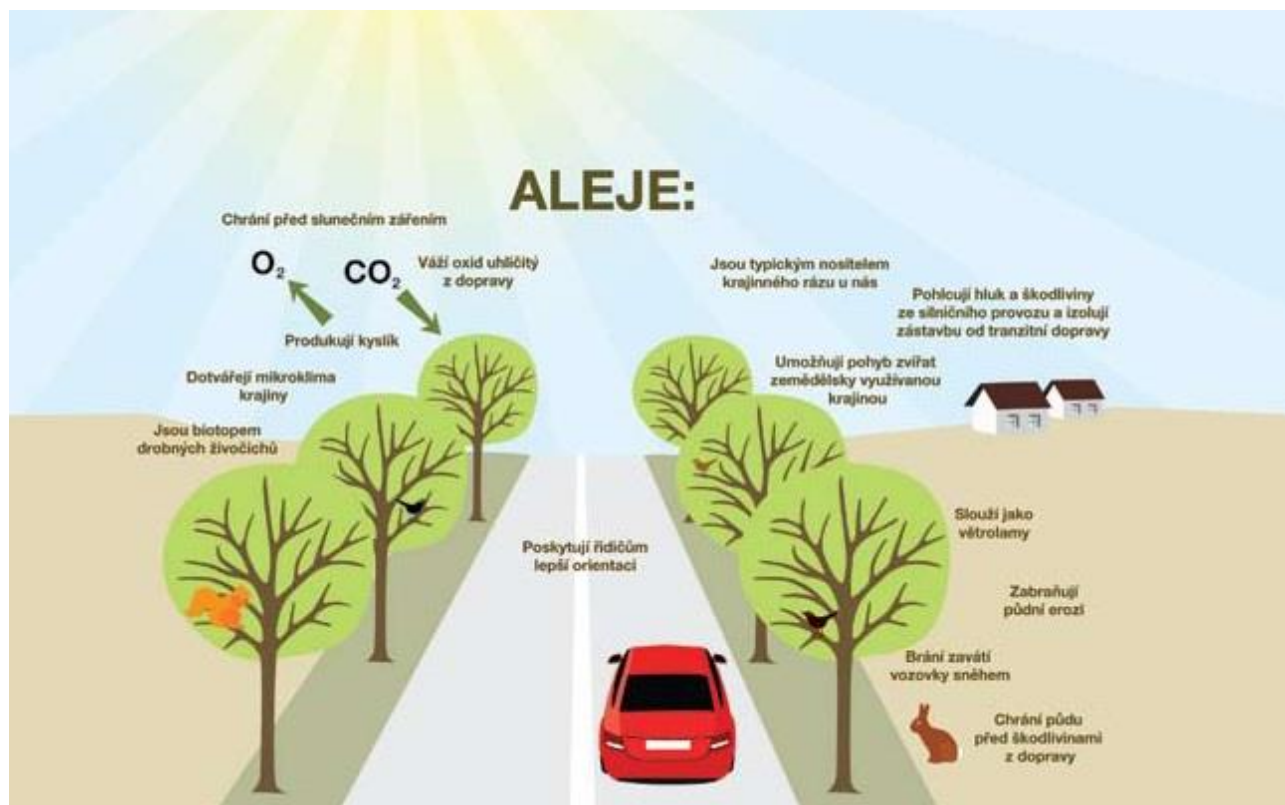 ALEJE:
Chrání před slunečním zářením
O₂
CO₂
Váží oxid uhličitý
z dopravy
Produkují kyslík
Dotvářejí mikroklima
krajiny
Jsou biotopem
drobných živočichů
Poskytují řidičům
lepší orientaci
Jsou typickým nositelem
krajinného rázu u nás
Pohlcují hluk a škodliviny
ze silničního provozu a izolují
zástavbu od tranzitní dopravy
Umožňují pohyb zvířat
zemědělsky využívanou
krajinou
Slouží jako
větrolamy
Zabraňují
půdní erozí
Brání zavátí
vozovky sněhem
Chrání půdu
před škodlivinami
z dopravy